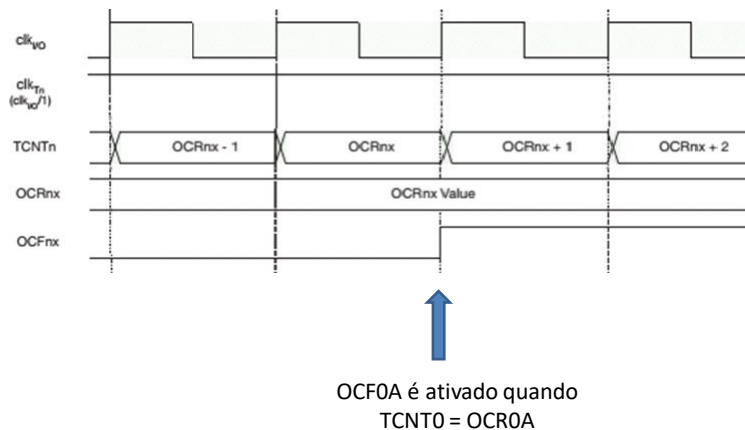 clkI/O
clkTn
(clkI/O/1)
TCNTn OCRnx - 1 OCRnx OCRnx + 1 OCRnx + 2
OCRnx OCRnx Value
OCFnx
OCF0A é ativado quando
TCNT0 = OCR0A